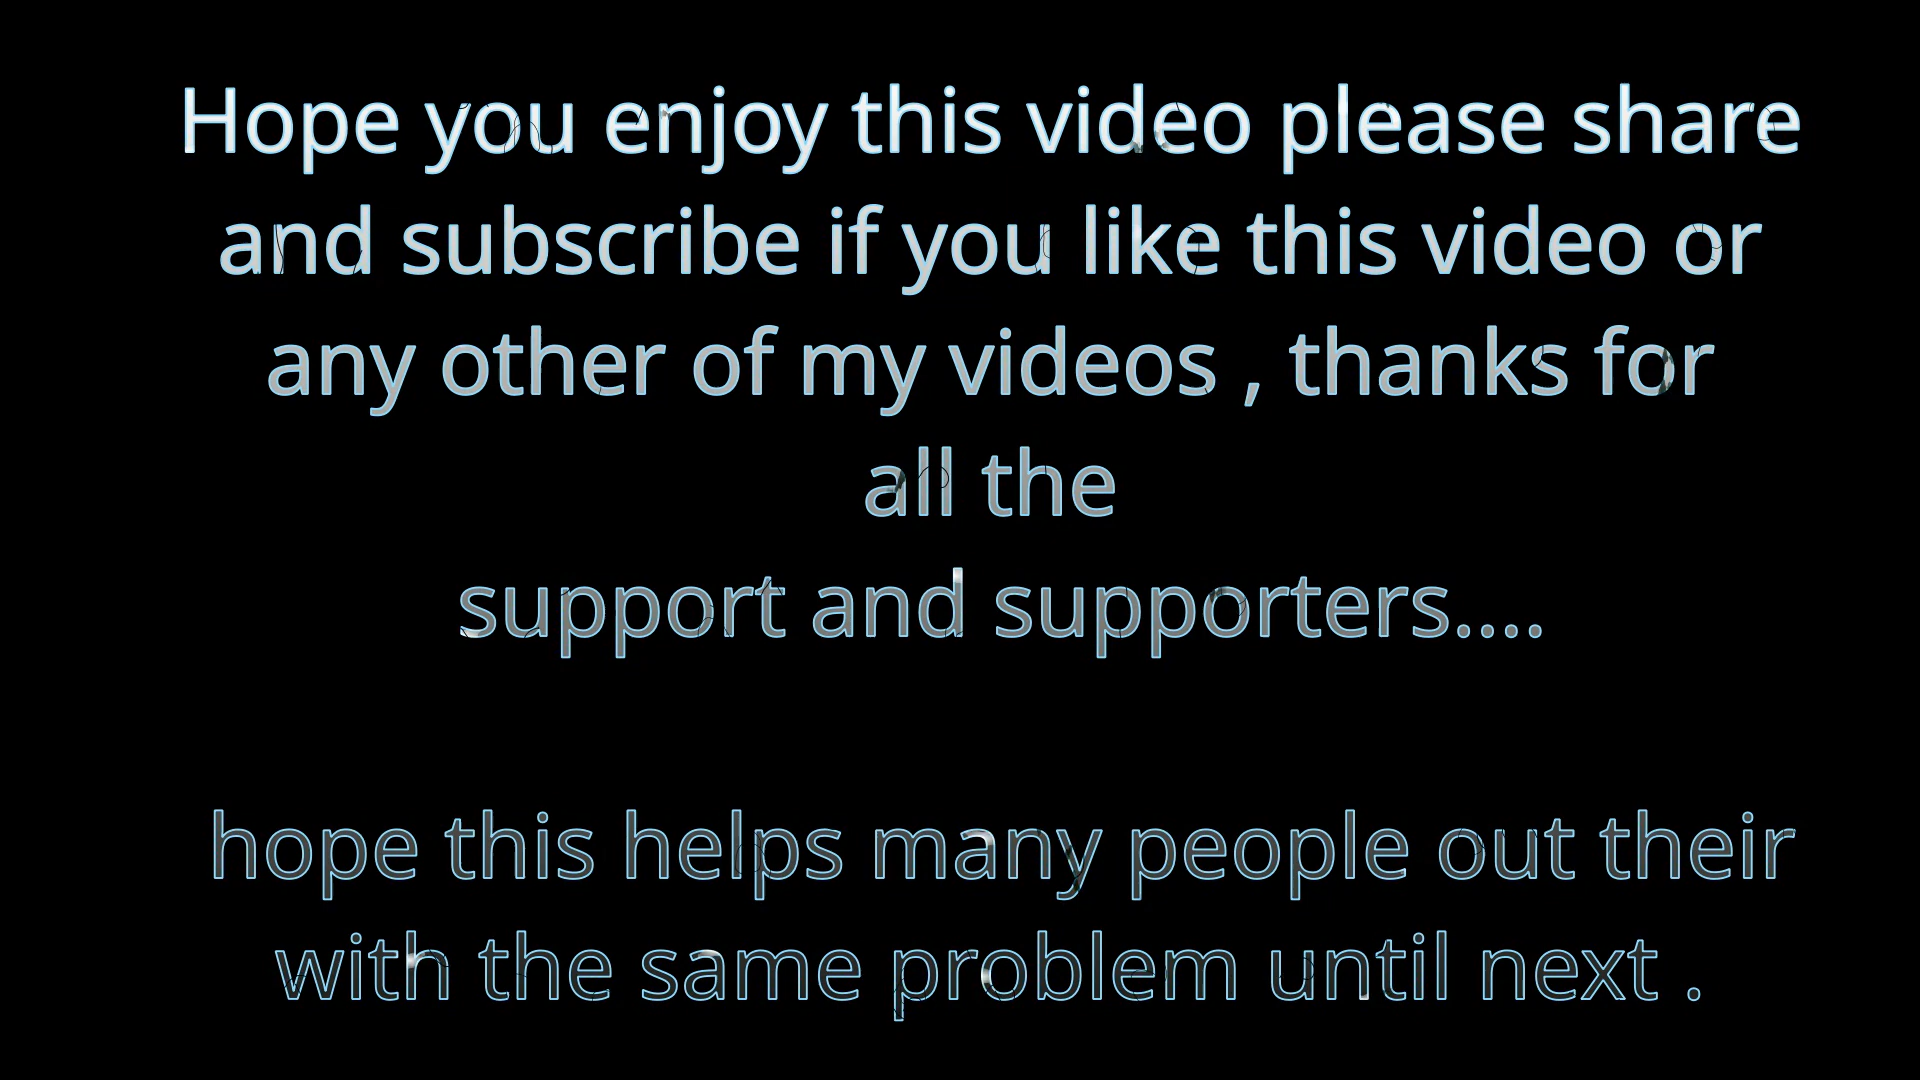 Hope you enjoy this video please share
and subscribe if you like this video or
any other of my videos , thanks for
all the
support and supporters....
hope this helps many people out their
with the same problem until next .